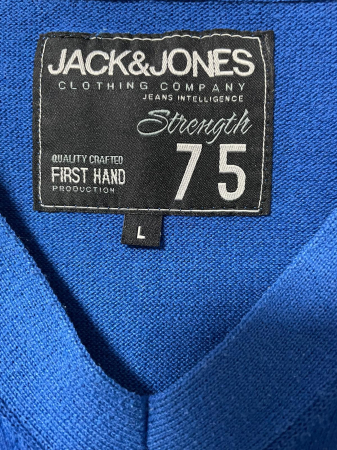 JACK&JONES
CLOTHING COMPANY
JEANS INTELLIGENCE
Strength
75
QUALITY CRAFTED
FIRST HAND
PRODUCTION
L